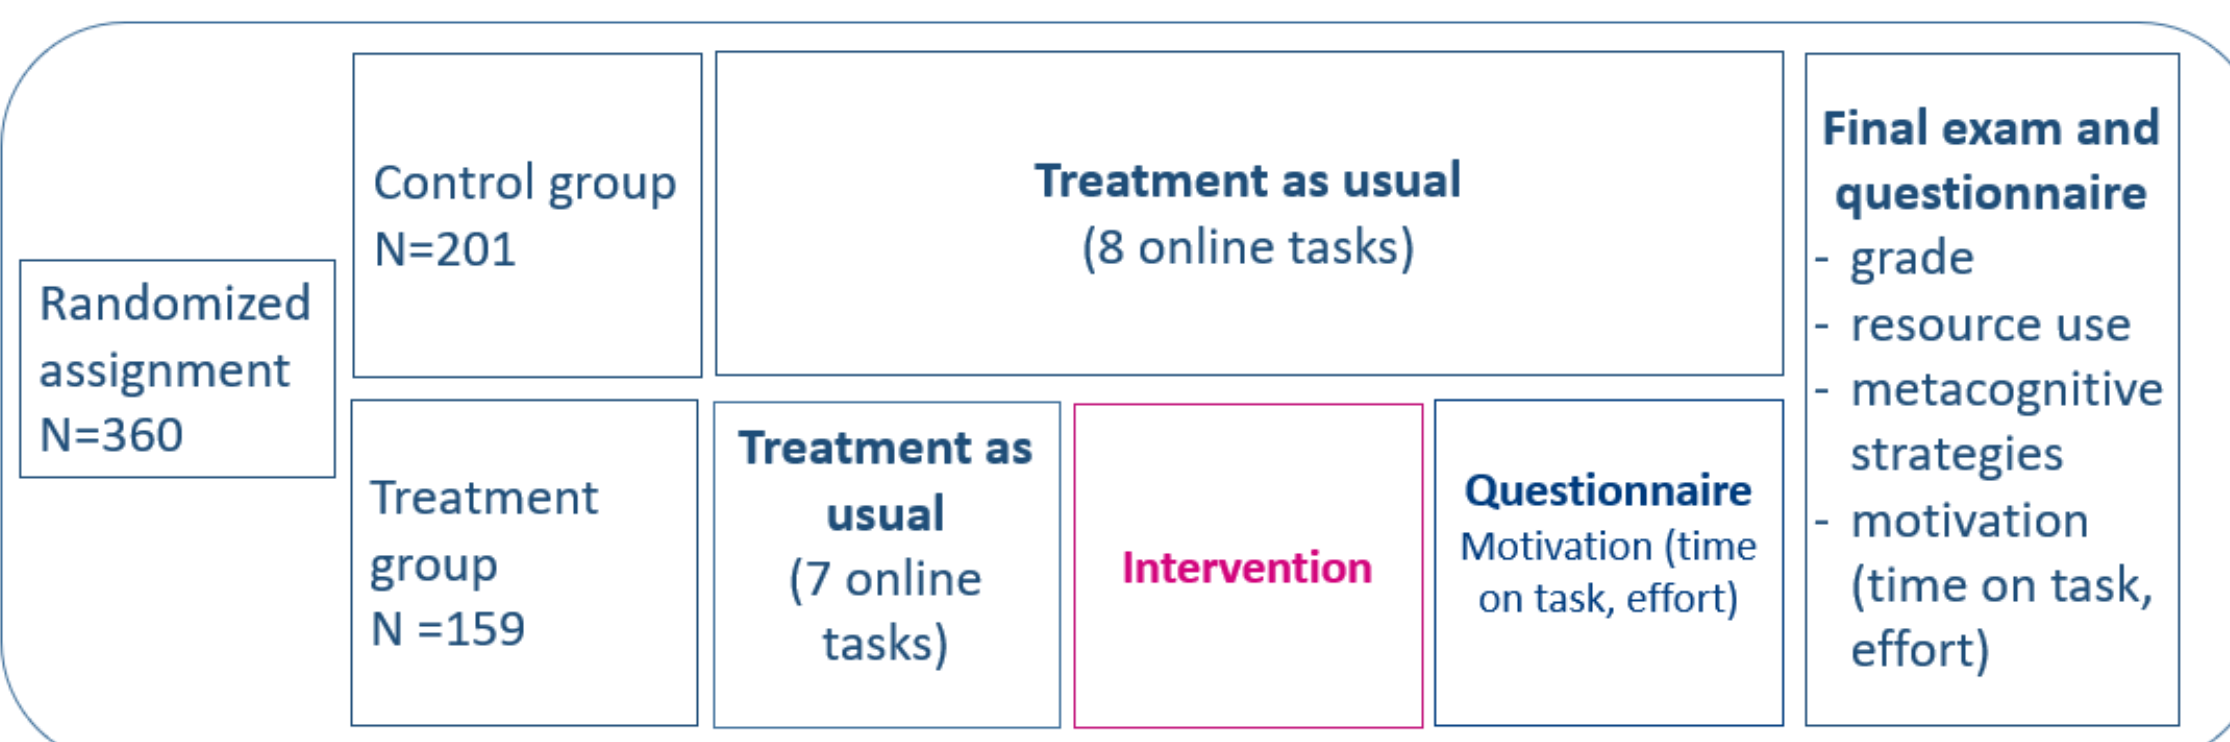 Randomized
assignment
N=360
Control group
N=201
Treatment as usual
(8 online tasks)
Treatment
group
N =159
Treatment as
usual
(7 online
tasks)
Intervention
Questionnaire
Motivation (time
on task, effort)
Final exam and
questionnaire
- grade
- resource use
- metacognitive
strategies
- motivation
(time on task,
effort)